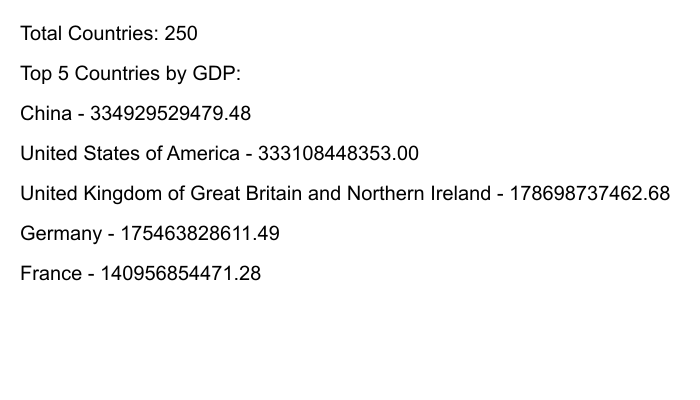 Total Countries: 250
Top 5 Countries by GDP:
China - 334929529479.48
United States of America - 333108448353.00
United Kingdom of Great Britain and Northern Ireland - 178698737462.68
Germany - 175463828611.49
France - 140956854471.28